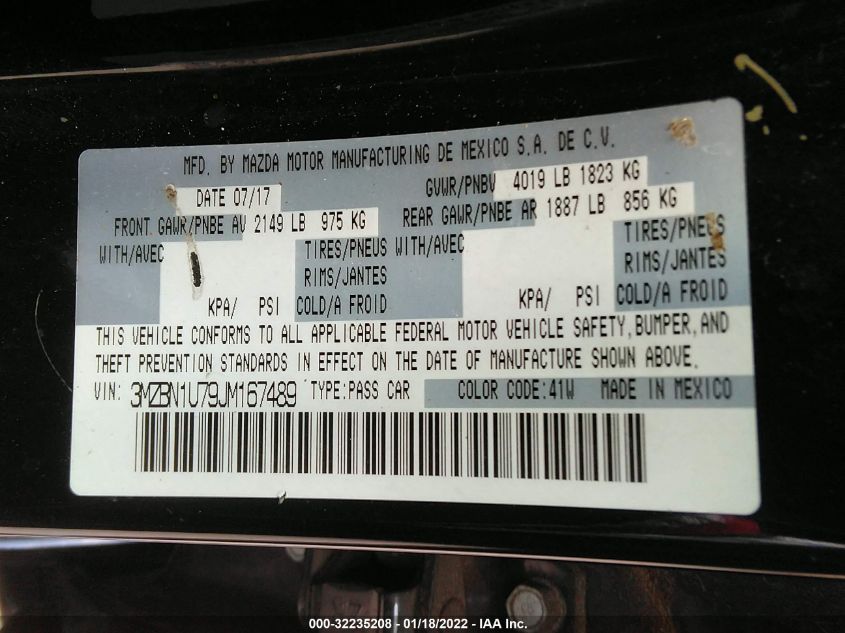 MFD. BY MAZDA MOTOR MANUFACTURING DE MEXICO S.A. DE C.V.
DATE 07/17 GVWR/PNBV 4019 LB 1823 KG
FRONT GAWR/PNBE AV 2149 LB 975 KG REAR GAWR/PNBE AR 1887 LB 856 KG
WITH/AVEC TIRES/PNEUS WITH/AVEC TIRES/PNEUS
RIMS/JANTES RIMS/JANTES
KPA/ PSI COLD/A FROID KPA/ PSI COLD/A FROID
THIS VEHICLE CONFORMS TO ALL APPLICABLE FEDERAL MOTOR VEHICLE SAFETY, BUMPER, AND
THEFT PREVENTION STANDARDS IN EFFECT ON THE DATE OF MANUFACTURE SHOWN ABOVE.
VIN: 3MZBN1U79JM167489 TYPE:PASS CAR COLOR CODE:41W MADE IN MEXICO
000-32235208 - 01/18/2022 - IAA Inc.